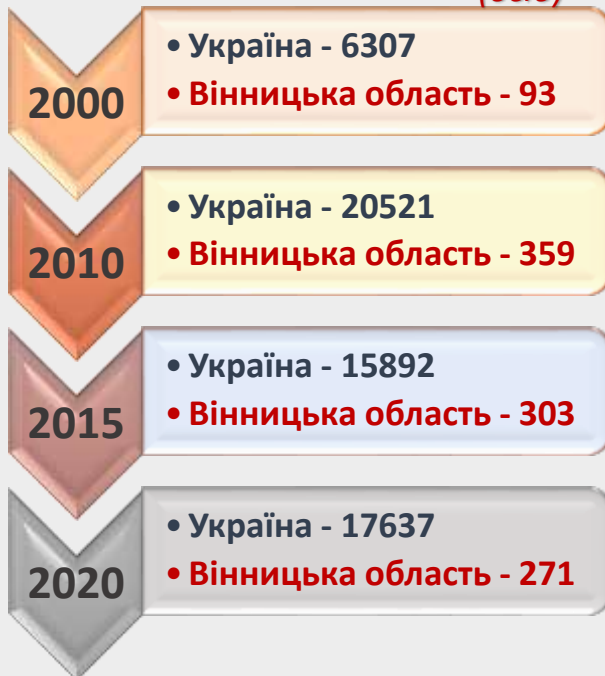 2000
• Україна - 6307
• Вінницька область - 93
2010
• Україна - 20521
• Вінницька область - 359
2015
• Україна - 15892
• Вінницька область - 303
2020
• Україна - 17637
• Вінницька область - 271